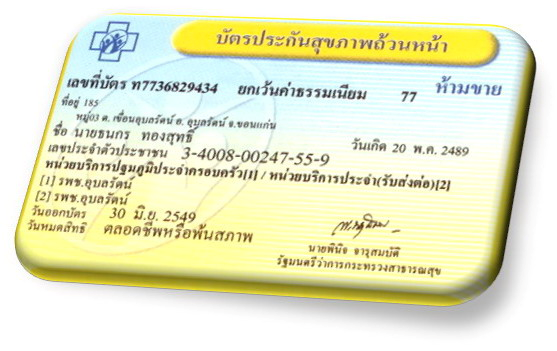 บัตรประกันสุขภาพถ้วนหน้า
เลขที่บัตร ท7736829434 ยกเว้นค่าธรรมเนียม 77 ห้ามขาย
ที่อยู่ 185
หมู่03 ต. เขื่อนอุบลรัตน์ อ. อุบลรัตน์ จ.ขอนแก่น
ชื่อ นายธนกร ทองสุทธิ์ วันเกิด 20 พ.ค. 2489
เลขประจำตัวประชาชน 3-4008-00247-55-9
หน่วยบริการปฐมภูมิประจำครอบครัว[1] / หน่วยบริการประจำ(รับส่งต่อ)[2]
[1] รพช.อุบลรัตน์
[2] รพช.อุบลรัตน์
วันออกบัตร 30 มิ.ย. 2549
วันหมดสิทธิ ตลอดชีพหรือพ้นสภาพ
นายพินิจ จารุสมบัติ
รัฐมนตรีว่าการกระทรวงสาธารณสุข